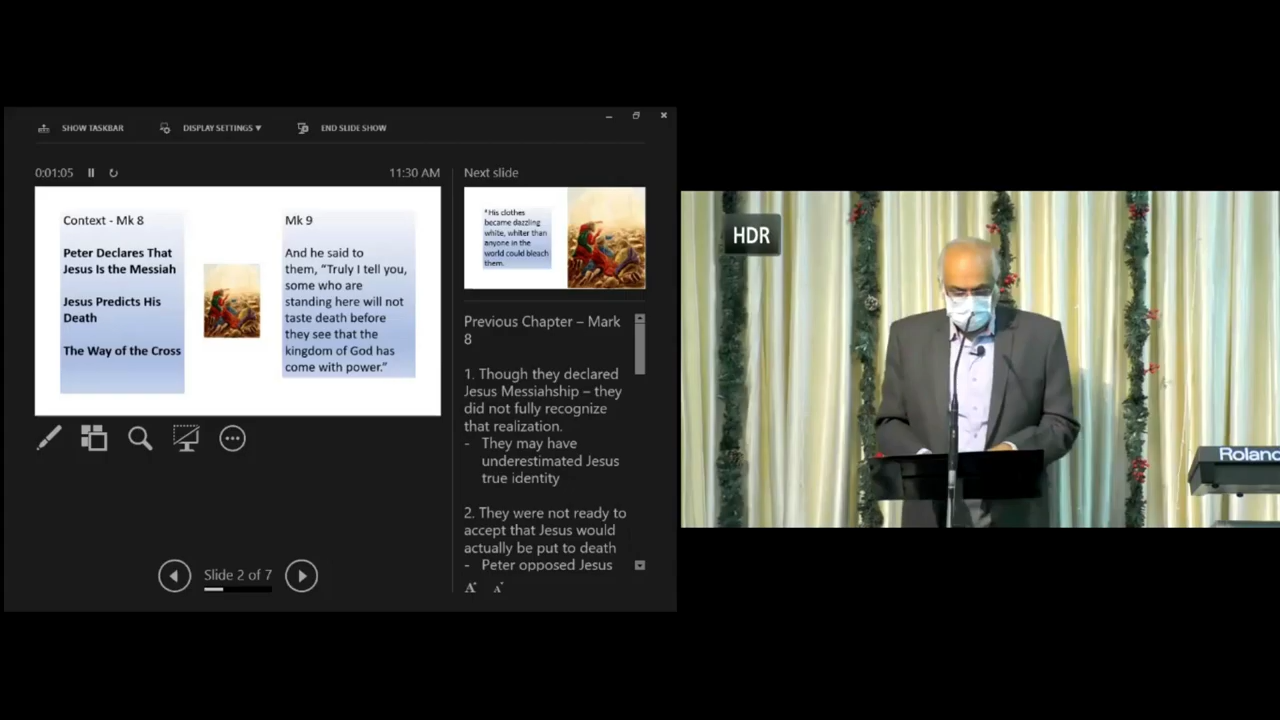 SHOW TASKBAR
DISPLAY SETTINGS ▼
END SLIDE SHOW
0:01:05
11:30 AM
Context - Mk 8
Peter Declares That
Jesus Is the Messiah
Jesus Predicts His
Death
The Way of the Cross
Mk 9
And he said to
them, “Truly I tell you,
some who are
standing here will not
taste death before
they see that the
kingdom of God has
come with power.”
Slide 2 of 7
Next slide
"His clothes
became dazzling
white, whiter than
anyone in the
world could bleach
them.
Previous Chapter – Mark
8
1. Though they declared
Jesus Messiahship – they
did not fully recognize
that realization.
- They may have
underestimated Jesus
true identity
2. They were not ready to
accept that Jesus would
actually be put to death
- Peter opposed Jesus
A A
HDR
Roland